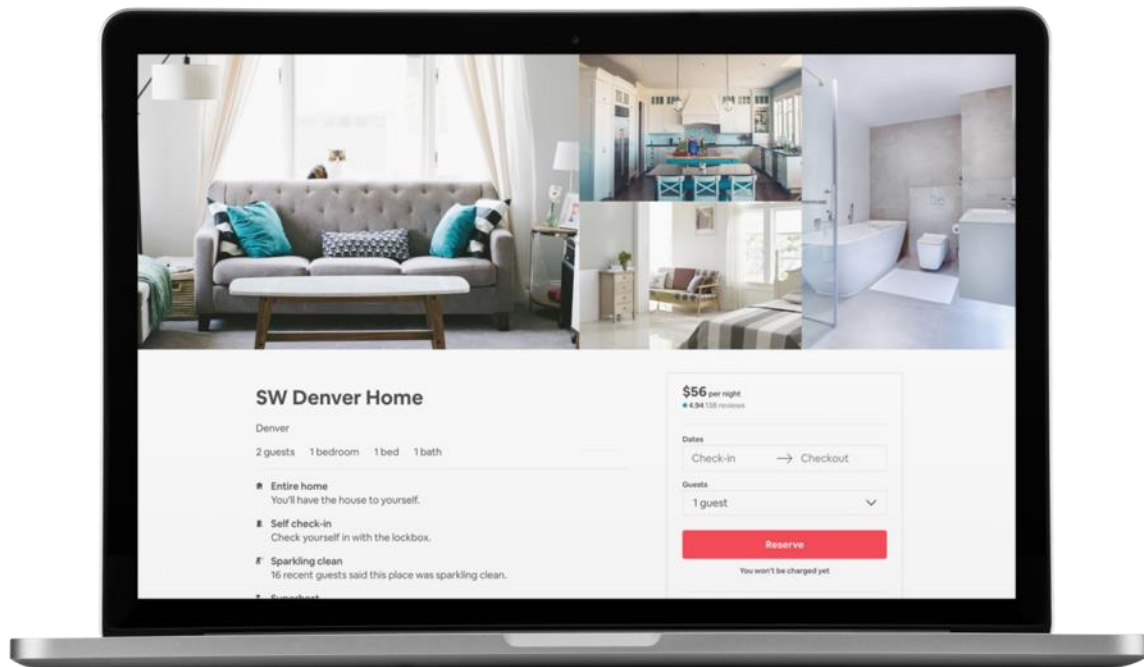 SW Denver Home
Denver
2 guests 1 bedroom 1 bed 1 bath
Entire home
You'll have the house to yourself.
Self check-in
Check yourself in with the lockbox.
Sparkling clean
16 recent guests said this place was sparkling clean.
Superhost
$56 per night
4.94 138 reviews
Dates
Check-in → Checkout
Guests
1 guest
Reserve
You won't be charged yet